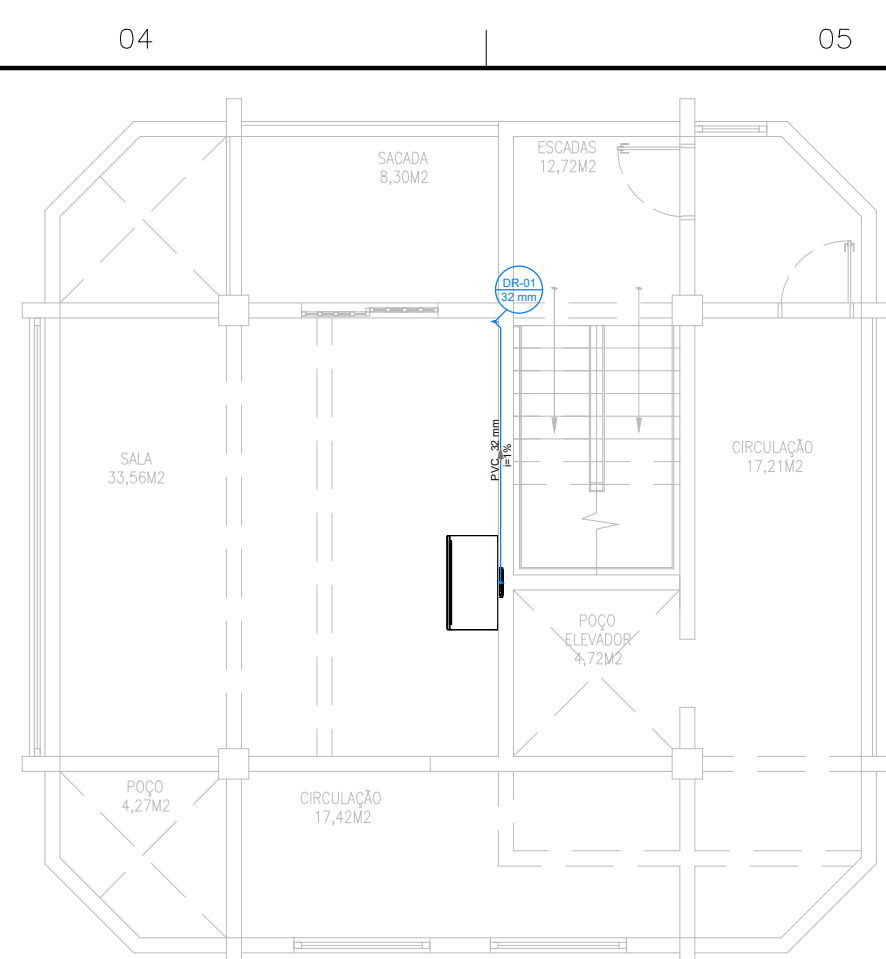 04
05
SACADA
8,30M2
ESCADAS
12,72M2
DR-01
32 mm
PVC 32 mm
i=1%
SALA
33,56M2
CIRCULAÇÃO
17,21M2
POÇO
ELEVADOR
4,72M2
POÇO
4,27M2
CIRCULAÇÃO
17,42M2